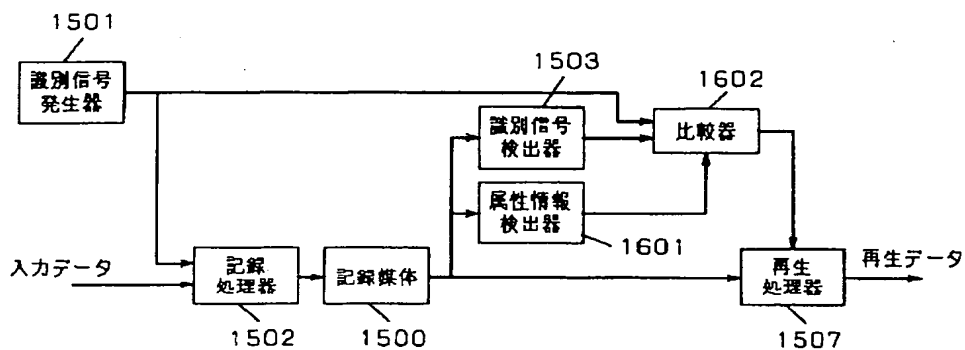 1501
識別信号
発生器
1503
識別信号
検出器
1602
比較器
属性情報
検出器
1601
入力データ
記録
処理器
1502
記録媒体
1500
再生
処理器
1507
再生データ